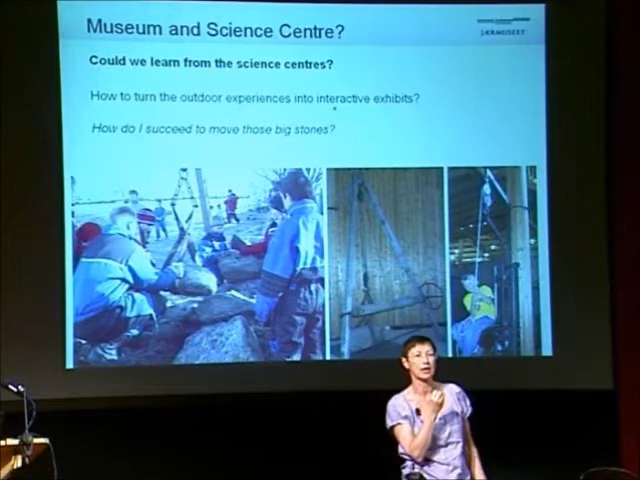 Museum and Science Centre?
JÆRMUSEET
Could we learn from the science centres?
How to turn the outdoor experiences into interactive exhibits?
How do I succeed to move those big stones?